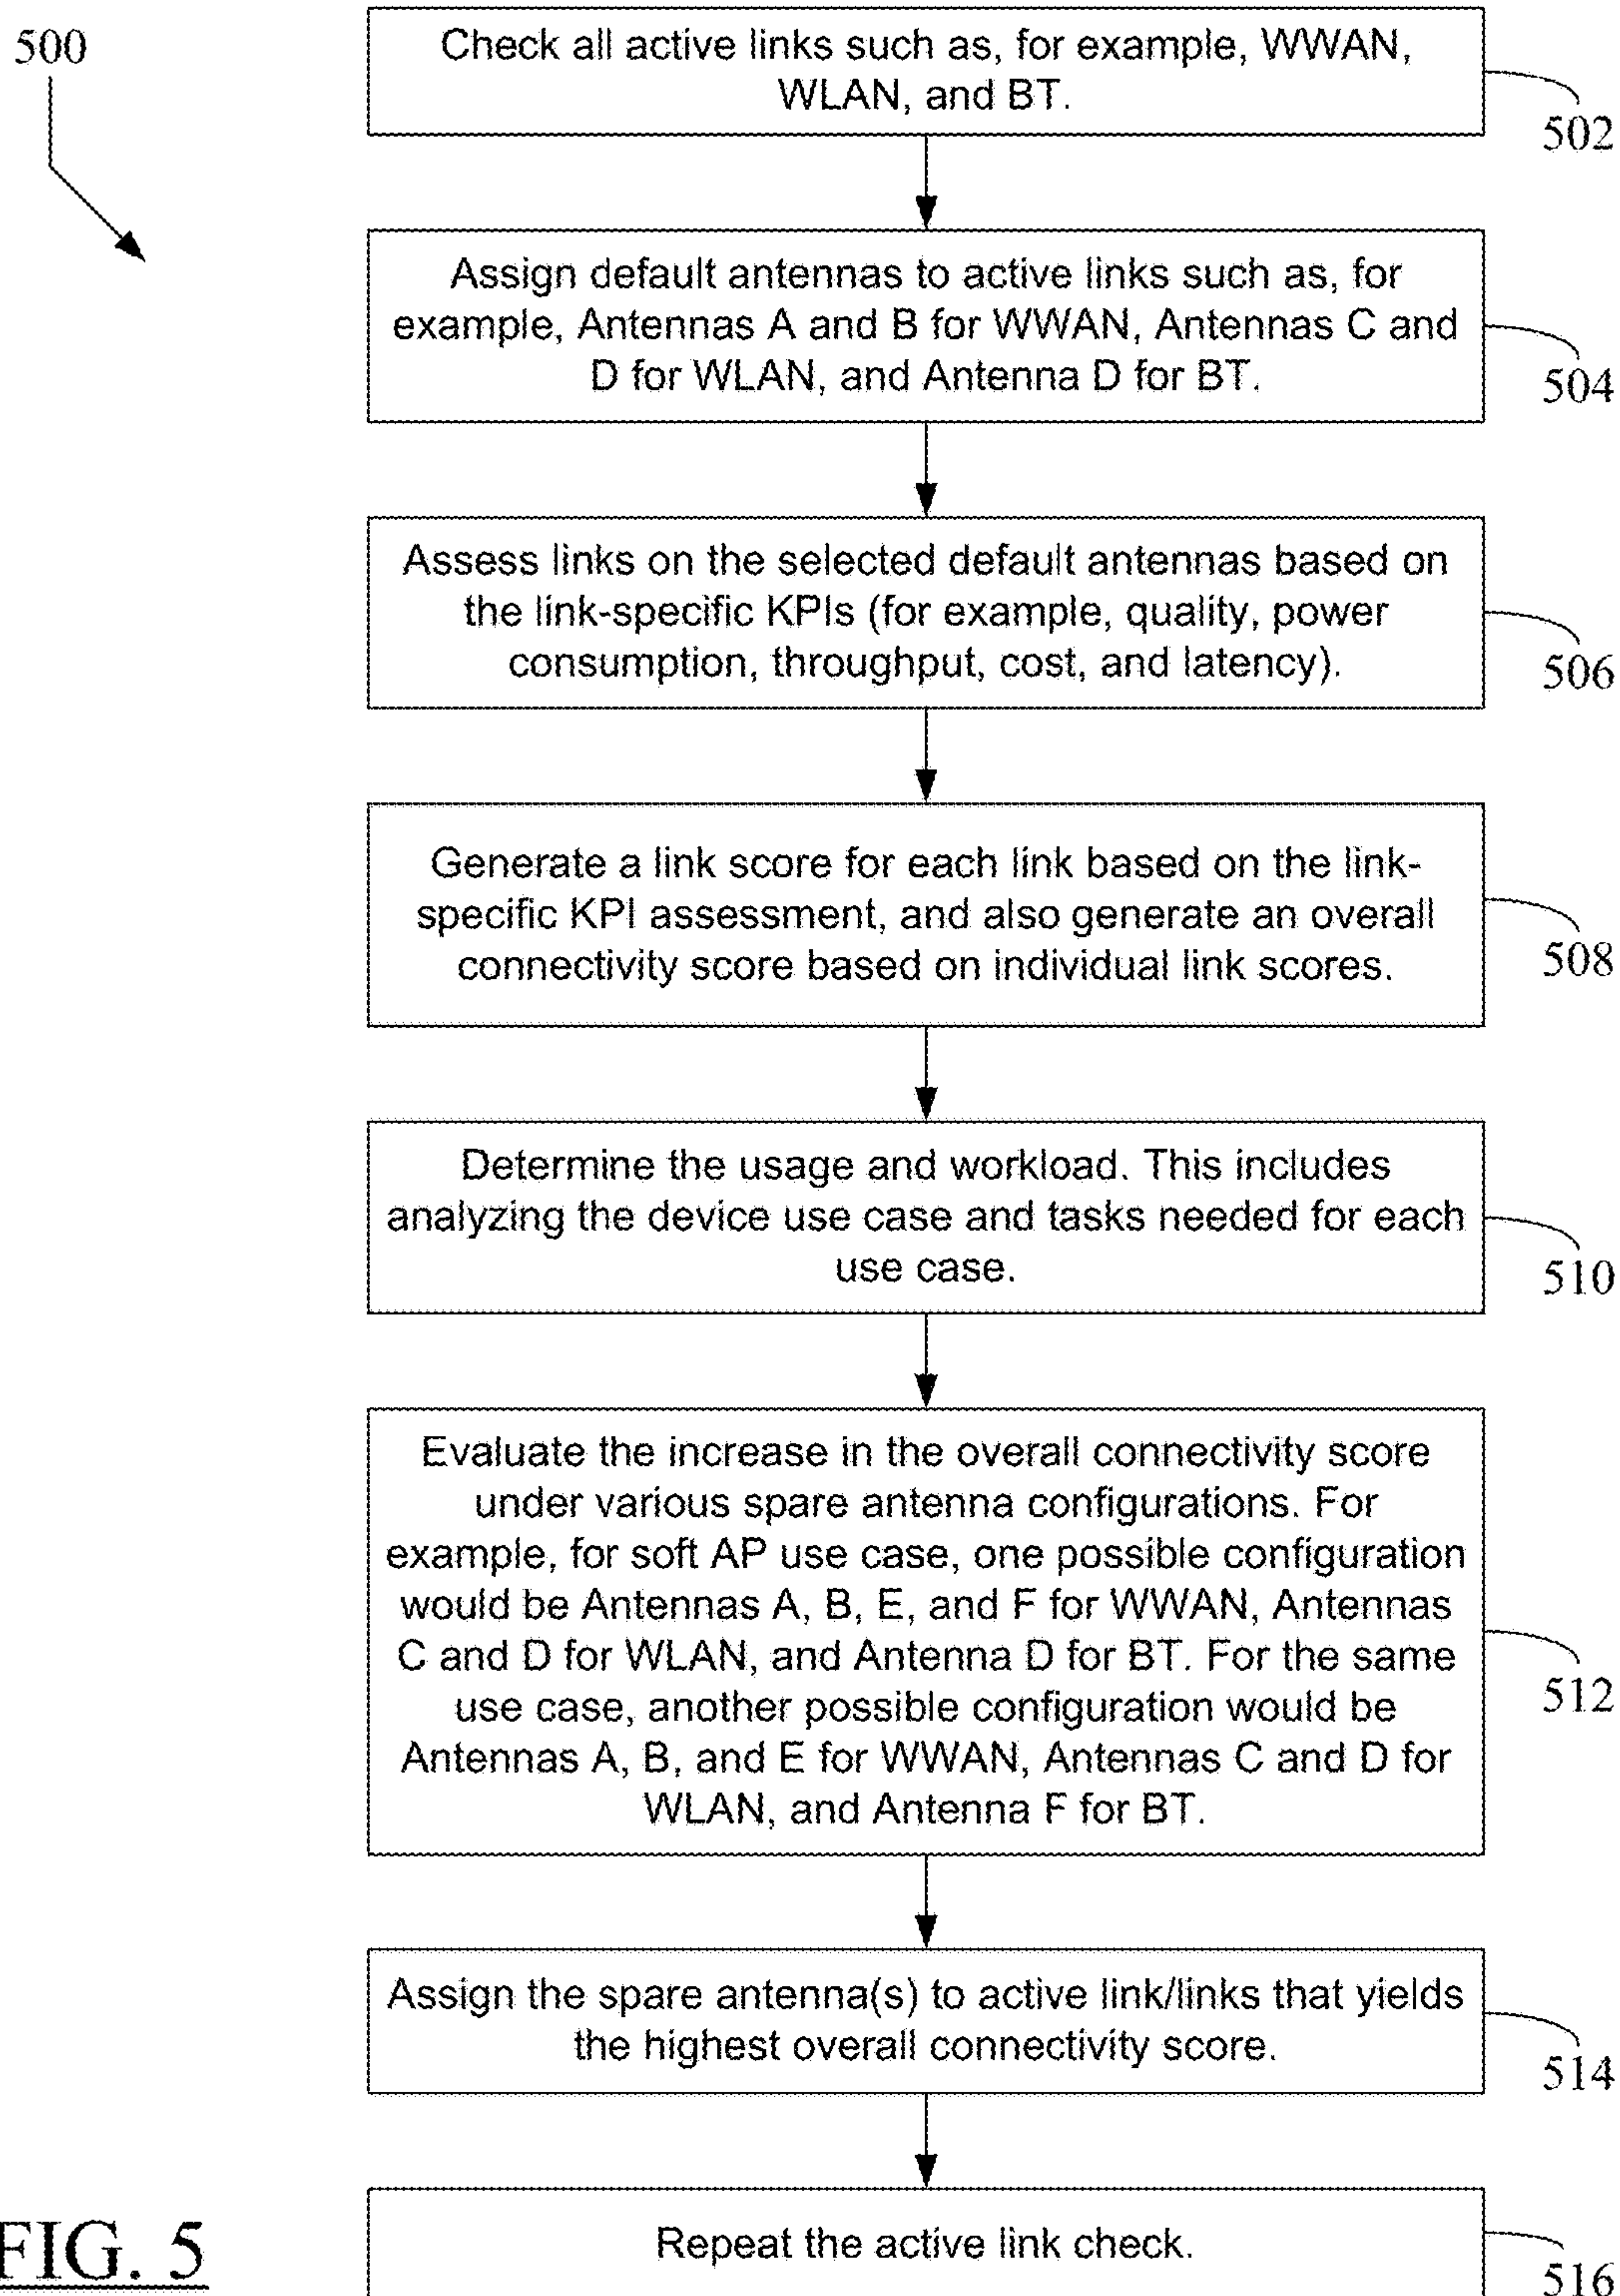 500
Check all active links such as, for example, WWAN,
WLAN, and BT.
502
Assign default antennas to active links such as, for
example, Antennas A and B for WWAN, Antennas C and
D for WLAN, and Antenna D for BT.
504
Assess links on the selected default antennas based on
the link-specific KPIs (for example, quality, power
consumption, throughput, cost, and latency).
506
Generate a link score for each link based on the link-
specific KPI assessment, and also generate an overall
connectivity score based on individual link scores.
508
Determine the usage and workload. This includes
analyzing the device use case and tasks needed for each
use case.
510
Evaluate the increase in the overall connectivity score
under various spare antenna configurations. For
example, for soft AP use case, one possible configuration
would be Antennas A, B, E, and F for WWAN, Antennas
C and D for WLAN, and Antenna D for BT. For the same
use case, another possible configuration would be
Antennas A, B, and E for WWAN, Antennas C and D for
WLAN, and Antenna F for BT.
512
Assign the spare antenna(s) to active link/links that yields
the highest overall connectivity score.
514
Repeat the active link check.
516
FIG. 5